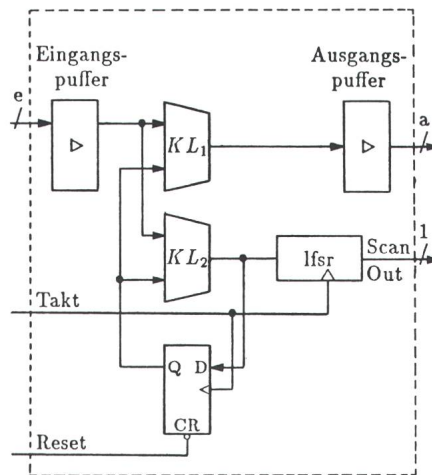 Eingangs-
puffer
Ausgangs-
puffer
e
▷
KL₁
▷
a
KL₂
lfsr
Scan
Out
1
Takt
Q D
CR
Reset